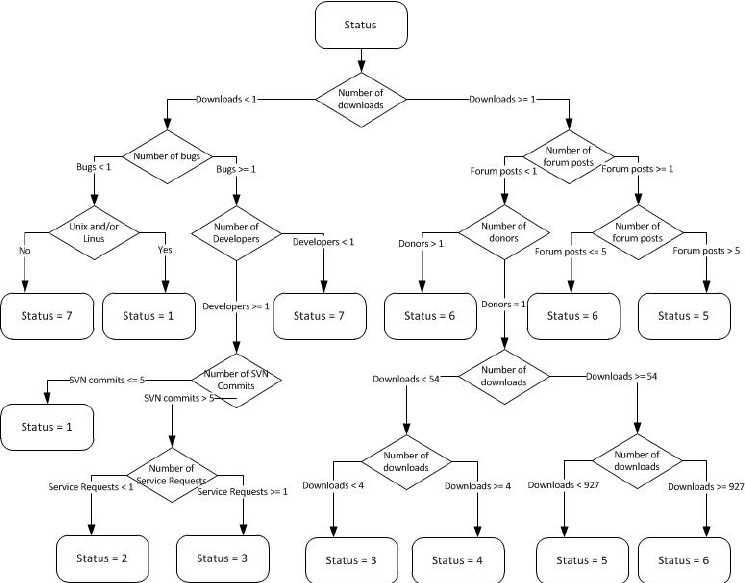 Status
Number of
downloads
Downloads < 1
Downloads >= 1
Number of bugs
Number of
forum posts
Bugs < 1
Bugs >= 1
Forum posts < 1
Forum posts >= 1
Unix and/or
Linus
Number of
Developers
Number of
donors
Number of
forum posts
No
Yes
Developers < 1
Donors > 1
Forum posts <= 5
Forum posts > 5
Developers >= 1
Donors = 1
Status = 7
Status = 1
Status = 7
Status = 6
Status = 6
Status = 5
Number of SVN
Commits
Number of
downloads
SVN commits <= 5
SVN commits > 5
Downloads < 54
Downloads >=54
Status = 1
Number of
Service Requests
Number of
downloads
Number of
downloads
Service Requests < 1
Service Requests >= 1
Downloads < 4
Downloads >= 4
Downloads < 927
Downloads >= 927
Status = 2
Status = 3
Status = 3
Status = 4
Status = 5
Status = 6